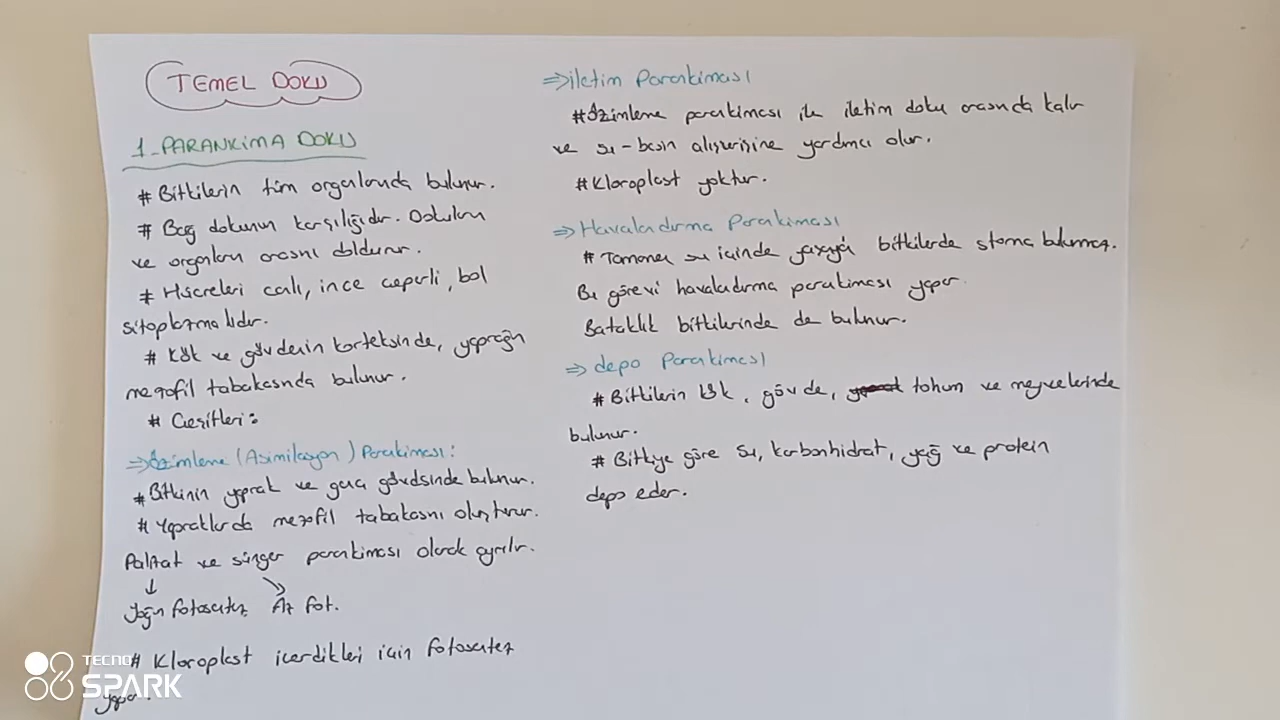 TEMEL DOKU
1_PARANKİMA DOKU
# Bitkilerin tüm organlarında bulunur.
# Bağ dokunun karşılığıdır. Dokuların
ve organların arasını doldurur.
# Hücreleri canlı, ince çeperli, bol
sitoplazmalıdır.
# Kök ve gövdenin korteksinde, yaprağın
mezofil tabakasında bulunur.
# Çeşitleri:
⇒Özümleme (Asimilasyon) Parankiması:
# Bitkinin yaprak ve genç gövdesinde bulunur.
# Yapraklarda mezofil tabakasını oluşturur.
Palizat ve sünger parankiması olarak ayrılır.
↓ ↘
Yoğun fotosentez Az fot.
# Kloroplast içerdikleri için fotosentez
yapar.
⇒İletim Parankiması
#Özümleme parankiması ile iletim doku arasında kalır
ve su-besin alışverişine yardımcı olur.
#Kloroplast yoktur.
⇒Havalandırma Parankiması
# Tamamen su içinde yaşayan bitkilerde stoma bulunmaz.
Bu görevi havalandırma parankiması yapar.
Bataklık bitkilerinde de bulunur.
⇒depo Parankiması
# Bitkilerin kök, gövde, tohum ve meyvelerinde
bulunur.
# Bitkiye göre su, karbonhidrat, yağ ve protein
depo eder.
TECNO
SPARK